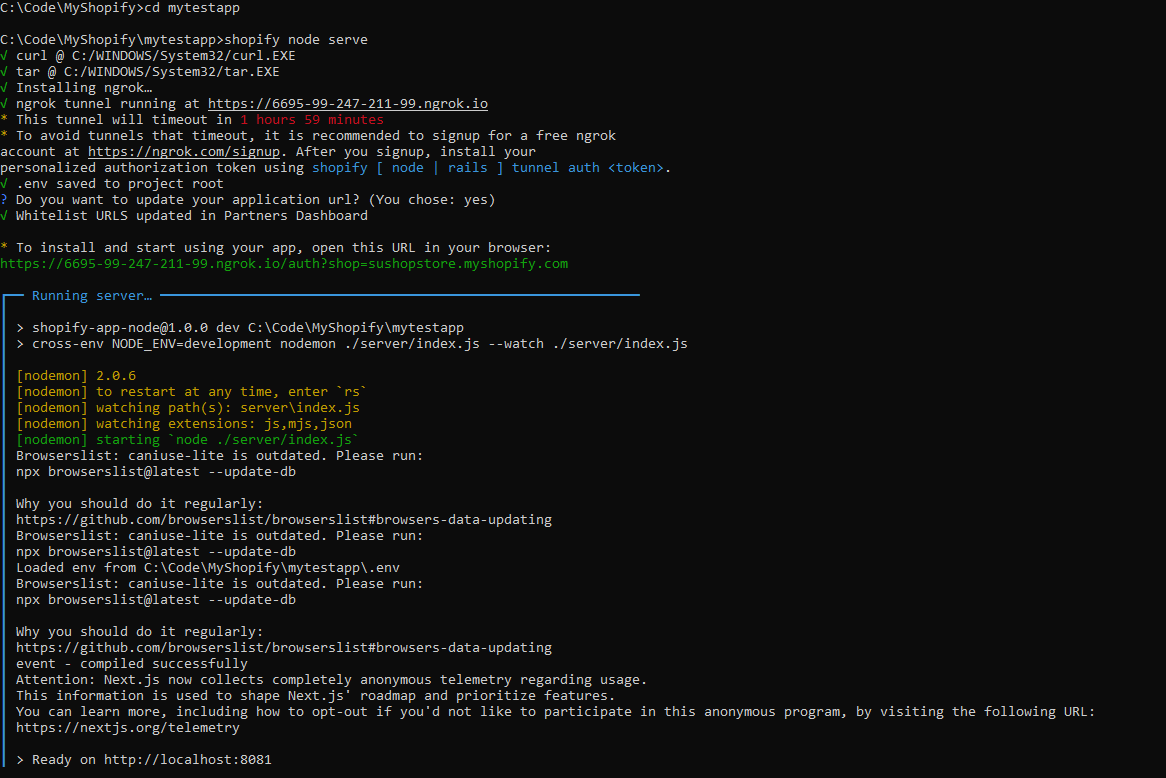 C:\Code\MyShopify>cd mytestapp
C:\Code\MyShopify\mytestapp>shopify node serve
√ curl @ C:/WINDOWS/System32/curl.EXE
√ tar @ C:/WINDOWS/System32/tar.EXE
√ Installing ngrok…
√ ngrok tunnel running at https://6695-99-247-211-99.ngrok.io
* This tunnel will timeout in 1 hours 59 minutes
* To avoid tunnels that timeout, it is recommended to signup for a free ngrok
account at https://ngrok.com/signup. After you signup, install your
personalized authorization token using shopify [ node | rails ] tunnel auth <token>.
√ .env saved to project root
? Do you want to update your application url? (You chose: yes)
√ Whitelist URLS updated in Partners Dashboard
* To install and start using your app, open this URL in your browser:
https://6695-99-247-211-99.ngrok.io/auth?shop=sushopstore.myshopify.com
Running server…
> shopify-app-node@1.0.0 dev C:\Code\MyShopify\mytestapp
> cross-env NODE_ENV=development nodemon ./server/index.js --watch ./server/index.js
[nodemon] 2.0.6
[nodemon] to restart at any time, enter `rs`
[nodemon] watching path(s): server\index.js
[nodemon] watching extensions: js,mjs,json
[nodemon] starting `node ./server/index.js`
Browserslist: caniuse-lite is outdated. Please run:
npx browserslist@latest --update-db
Why you should do it regularly:
https://github.com/browserslist/browserslist#browsers-data-updating
Browserslist: caniuse-lite is outdated. Please run:
npx browserslist@latest --update-db
Loaded env from C:\Code\MyShopify\mytestapp\.env
Browserslist: caniuse-lite is outdated. Please run:
npx browserslist@latest --update-db
Why you should do it regularly:
https://github.com/browserslist/browserslist#browsers-data-updating
event - compiled successfully
Attention: Next.js now collects completely anonymous telemetry regarding usage.
This information is used to shape Next.js' roadmap and prioritize features.
You can learn more, including how to opt-out if you'd not like to participate in this anonymous program, by visiting the following URL:
https://nextjs.org/telemetry
> Ready on http://localhost:8081